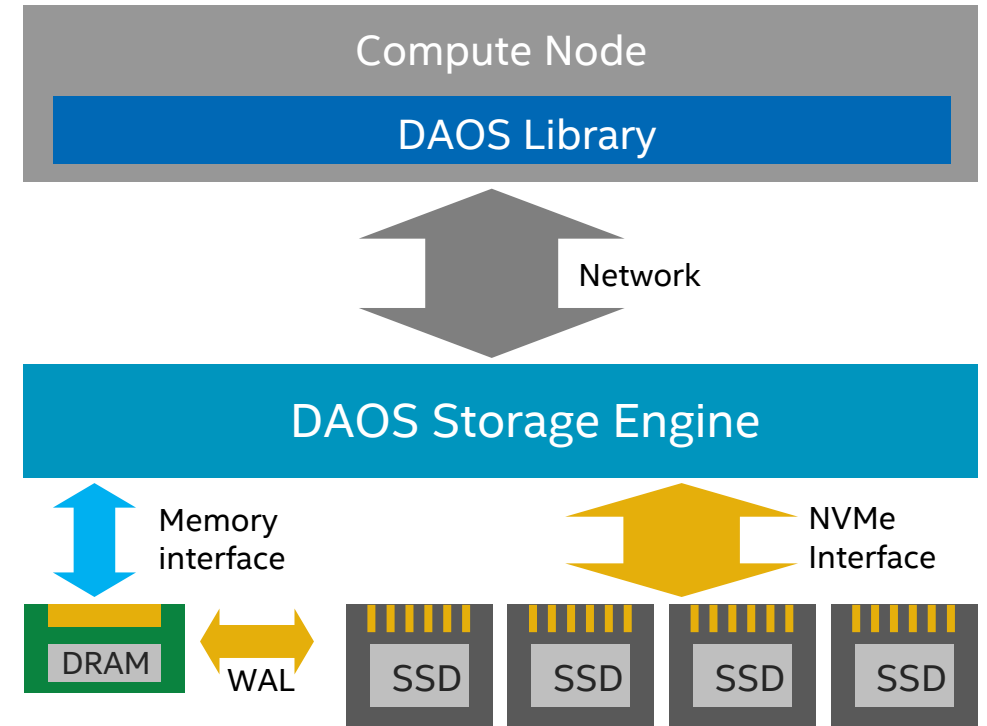 Compute Node
DAOS Library
Network
DAOS Storage Engine
Memory
interface
NVMe
Interface
DRAM
WAL
SSD
SSD
SSD
SSD